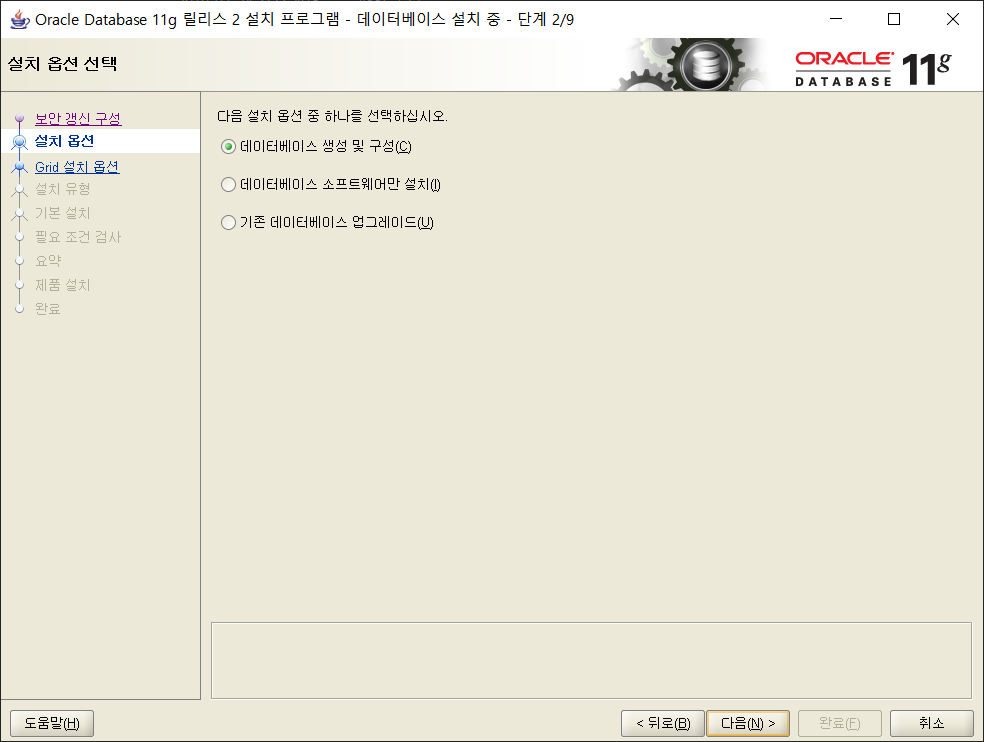 Oracle Database 11g 릴리스 2 설치 프로그램 - 데이터베이스 설치 중 - 단계 2/9
설치 옵션 선택
ORACLE
DATABASE
11g
보안 갱신 구성
설치 옵션
Grid 설치 옵션
설치 유형
기본 설치
필요 조건 검사
요약
제품 설치
완료
다음 설치 옵션 중 하나를 선택하십시오.
데이터베이스 생성 및 구성(C)
데이터베이스 소프트웨어만 설치(I)
기존 데이터베이스 업그레이드(U)
도움말(H)
< 뒤로(B)
다음(N) >
완료(F)
취소